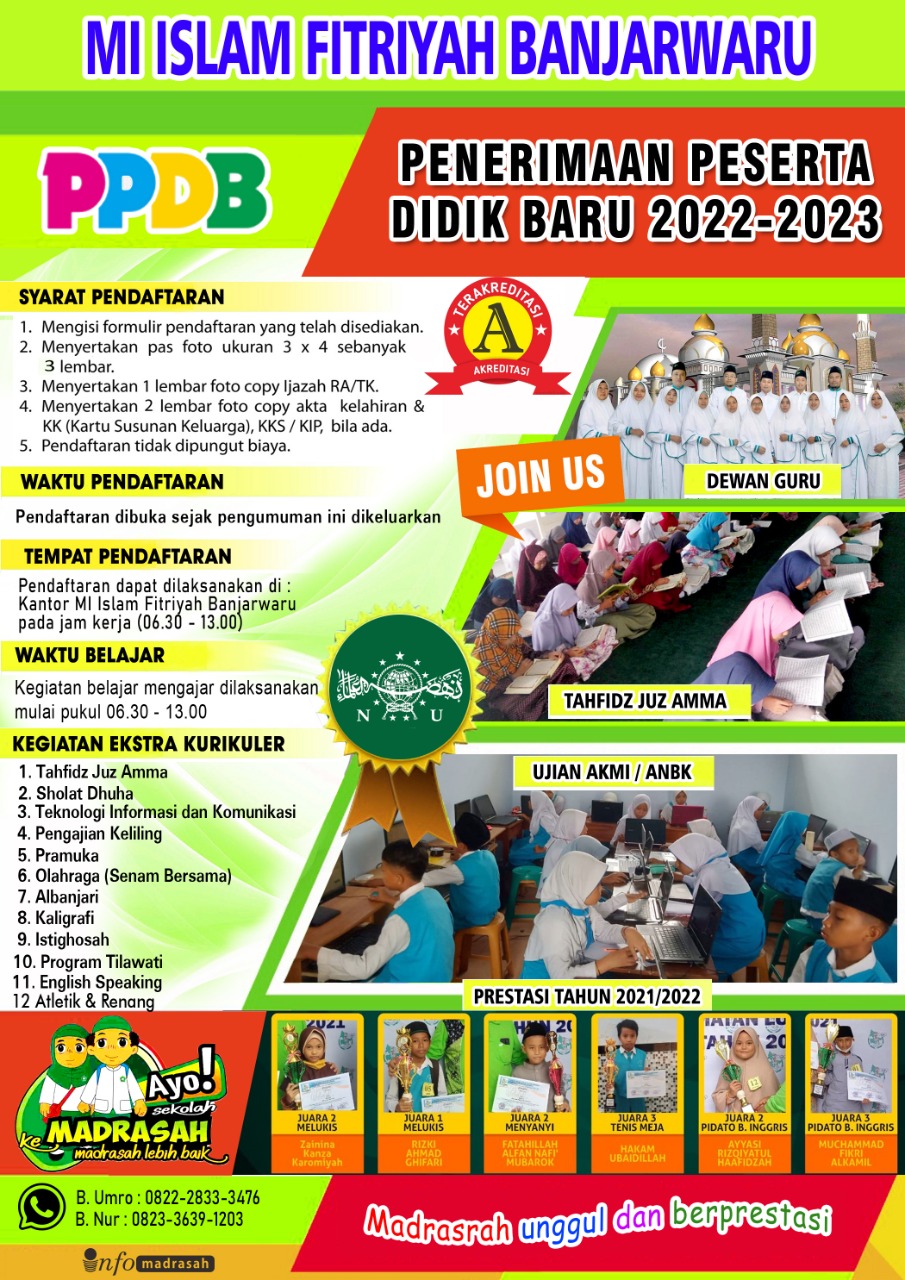 MI ISLAM FITRIYAH BANJARWARU
PPDB
PENERIMAAN PESERTA
DIDIK BARU 2022-2023
SYARAT PENDAFTARAN
1. Mengisi formulir pendaftaran yang telah disediakan.
2. Menyertakan pas foto ukuran 3 x 4 sebanyak
3 lembar.
3. Menyertakan 1 lembar foto copy Ijazah RA/TK.
4. Menyertakan 2 lembar foto copy akta kelahiran &
KK (Kartu Susunan Keluarga), KKS / KIP, bila ada.
5. Pendaftaran tidak dipungut biaya.
TERAKREDITASI
A
AKREDITASI
DEWAN GURU
WAKTU PENDAFTARAN
Pendaftaran dibuka sejak pengumuman ini dikeluarkan
JOIN US
TEMPAT PENDAFTARAN
Pendaftaran dapat dilaksanakan di :
Kantor MI Islam Fitriyah Banjarwaru
pada jam kerja (06.30 - 13.00)
TAHFIDZ JUZ AMMA
WAKTU BELAJAR
Kegiatan belajar mengajar dilaksanakan
mulai pukul 06.30 - 13.00
N U
KEGIATAN EKSTRA KURIKULER
1. Tahfidz Juz Amma
2. Sholat Dhuha
3. Teknologi Informasi dan Komunikasi
4. Pengajian Keliling
5. Pramuka
6. Olahraga (Senam Bersama)
7. Albanjari
8. Kaligrafi
9. Istighosah
10. Program Tilawati
11. English Speaking
12 Atletik & Renang
UJIAN AKMI / ANBK
PRESTASI TAHUN 2021/2022
Ayo!
sekolah
ke MADRASAH
madrasah lebih baik
JUARA 2
MELUKIS
Zainina
Kanza
Karomiyah
JUARA 1
MELUKIS
RIZKI
AHMAD
GHIFARI
JUARA 2
MENYANYI
FATAHILLAH
ALFAN NAFI'
MUBAROK
JUARA 3
TENIS MEJA
HAKAM
UBAIDILLAH
JUARA 2
PIDATO B. INGGRIS
AYYASI
RIZQIYATUL
HAAFIDZAH
JUARA 3
PIDATO B. INGGRIS
MUCHAMMAD
FIKRI
ALKAMIL
B. Umro : 0822-2833-3476
B. Nur : 0823-3639-1203
Madrasrah unggul dan berprestasi
info madrasah